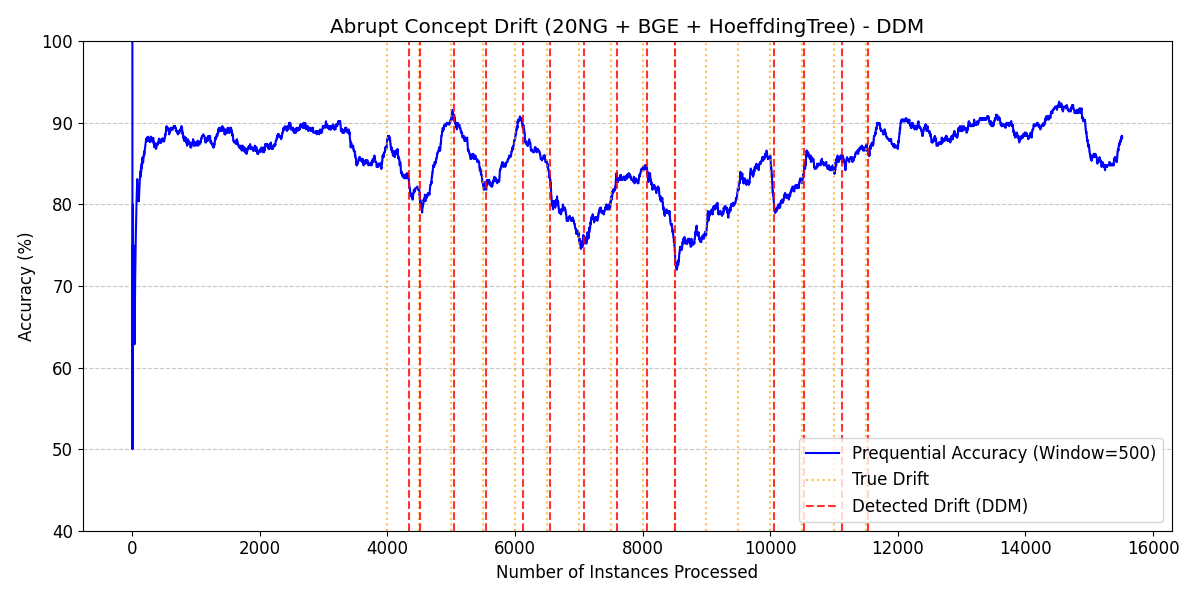 Abrupt Concept Drift (20NG + BGE + HoeffdingTree) - DDM
100
90
80
70
60
50
40
Accuracy (%)
0 2000 4000 6000 8000 10000 12000 14000 16000
Number of Instances Processed
Prequential Accuracy (Window=500)
True Drift
Detected Drift (DDM)